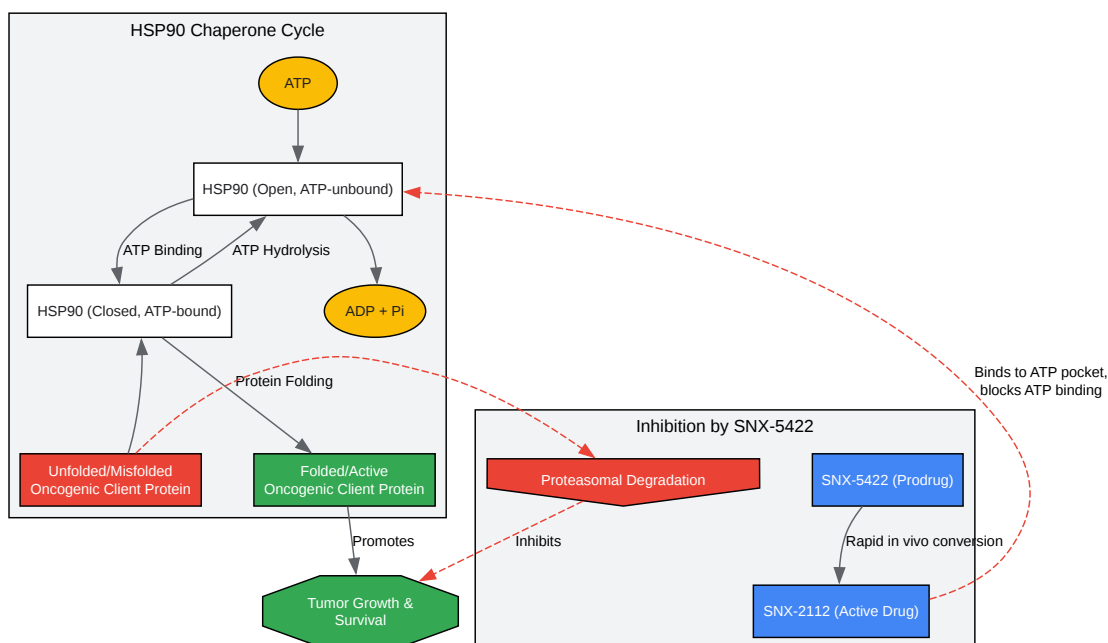 HSP90 Chaperone Cycle
ATP
HSP90 (Open, ATP-unbound)
ATP Binding
ATP Hydrolysis
HSP90 (Closed, ATP-bound)
ADP + Pi
Protein Folding
Unfolded/Misfolded
Oncogenic Client Protein
Folded/Active
Oncogenic Client Protein
Promotes
Tumor Growth &
Survival
Inhibition by SNX-5422
Proteasomal Degradation
Inhibits
SNX-5422 (Prodrug)
Rapid in vivo conversion
SNX-2112 (Active Drug)
Binds to ATP pocket,
blocks ATP binding